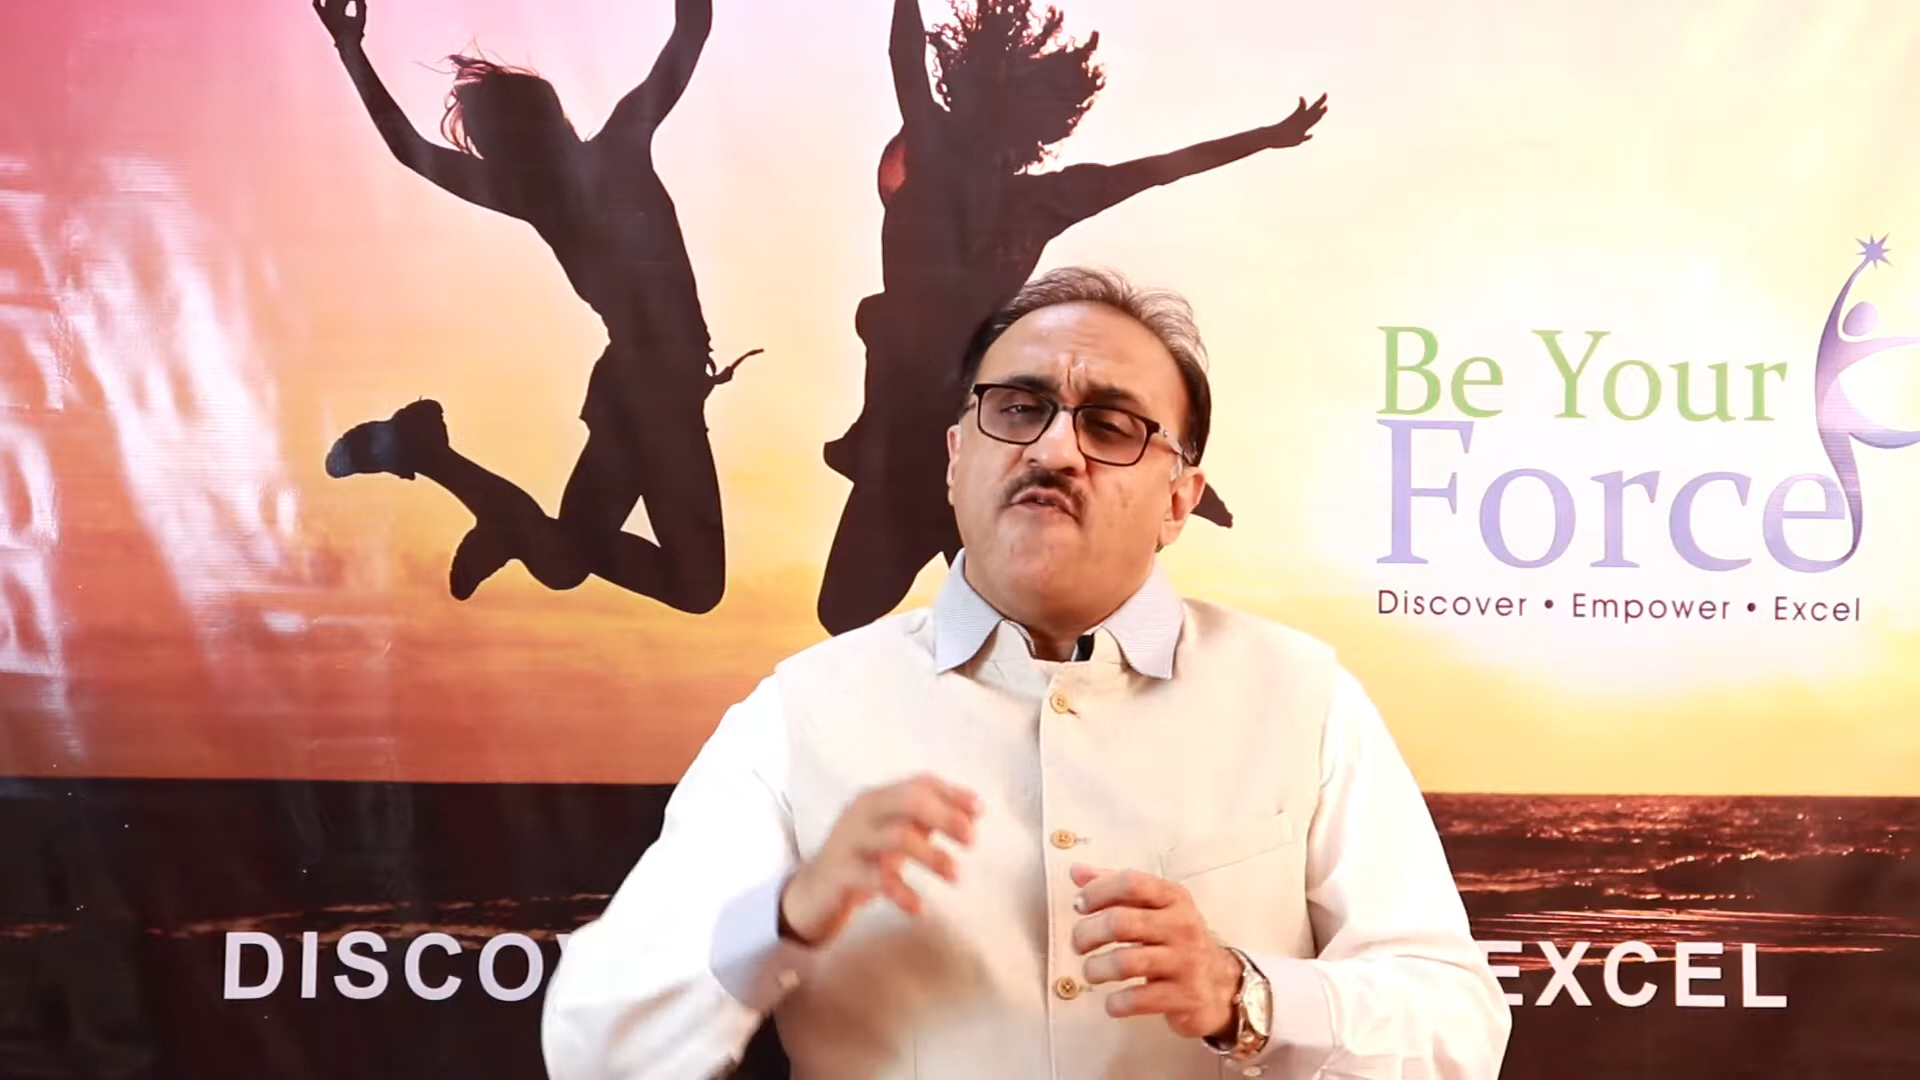 Be Your
Force
Discover • Empower • Excel
DISCO
EXCEL